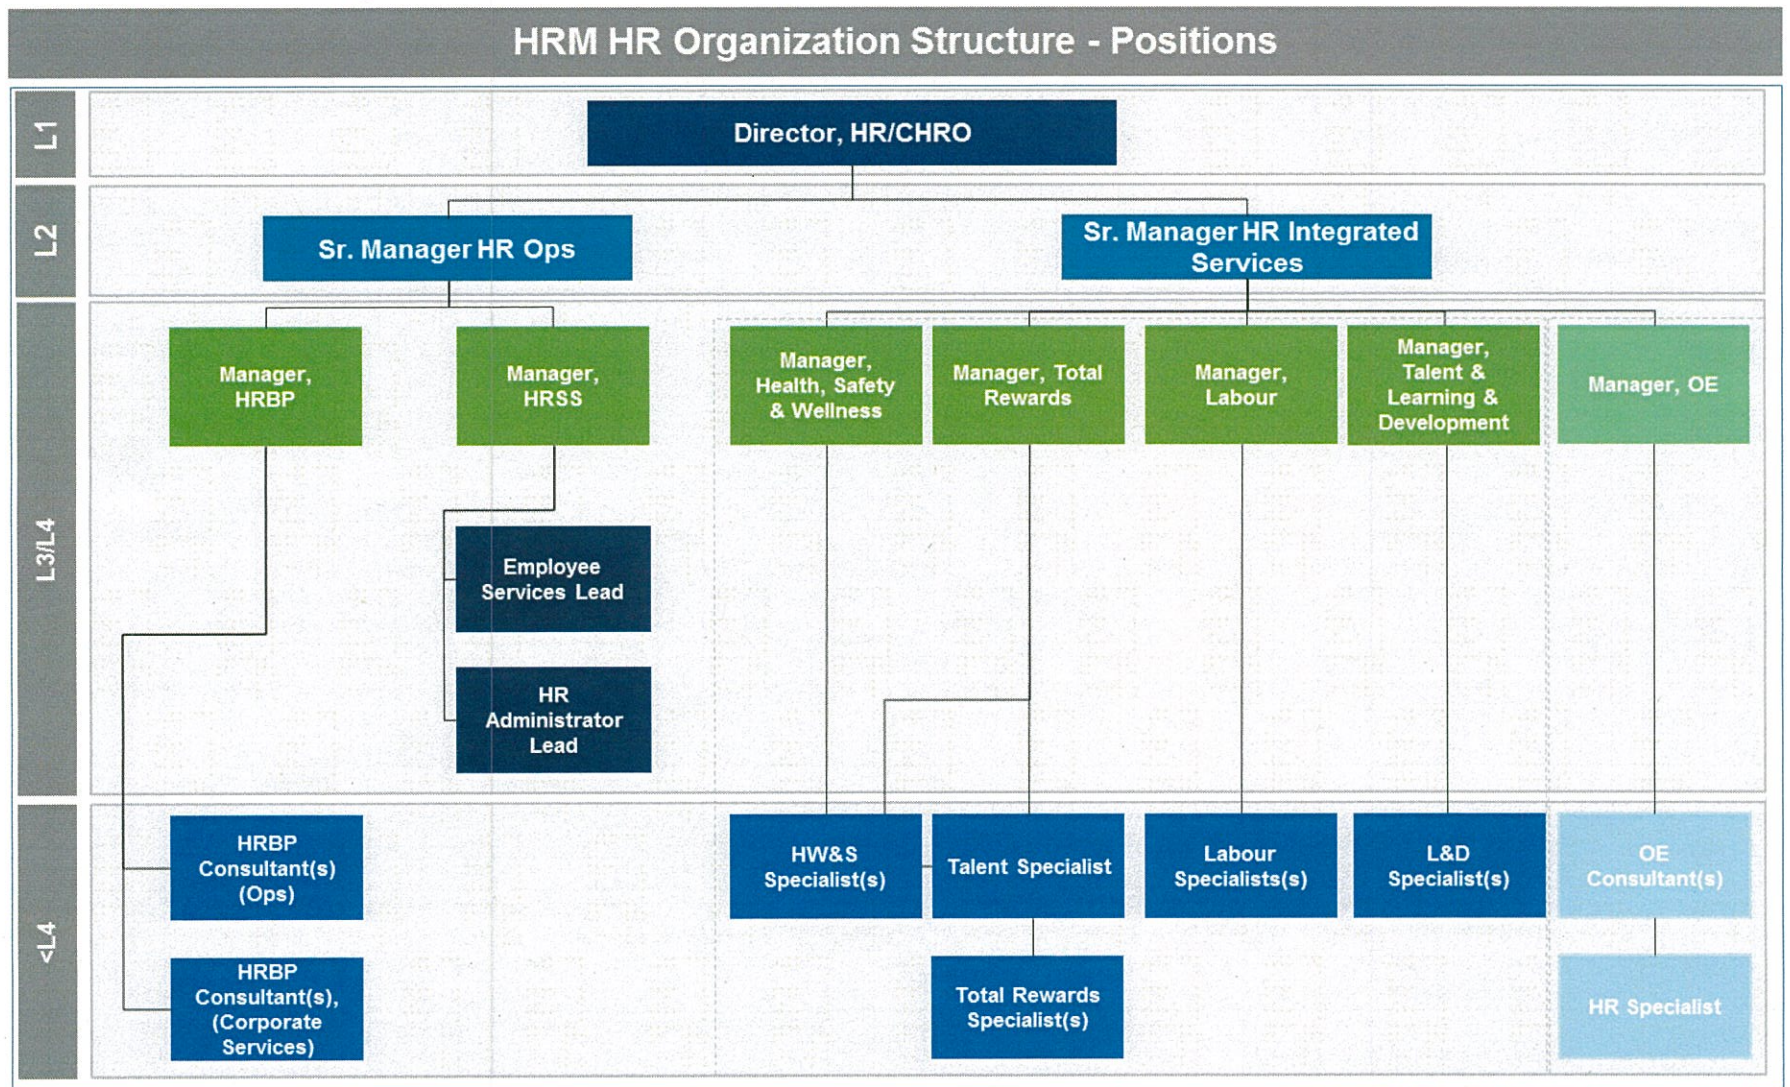 HRM HR Organization Structure - Positions
L1
Director, HR/CHRO
L2
Sr. Manager HR Ops
Sr. Manager HR Integrated
Services
L3/L4
Manager,
HRBP
Manager,
HRSS
Manager,
Health, Safety
& Wellness
Manager, Total
Rewards
Manager,
Labour
Manager,
Talent &
Learning &
Development
Manager, OE
Employee
Services Lead
HR
Administrator
Lead
<L4
HRBP
Consultant(s)
(Ops)
HW&S
Specialist(s)
Talent Specialist
Labour
Specialists(s)
L&D
Specialist(s)
OE
Consultant(s)
HRBP
Consultant(s),
(Corporate
Services)
Total Rewards
Specialist(s)
HR Specialist